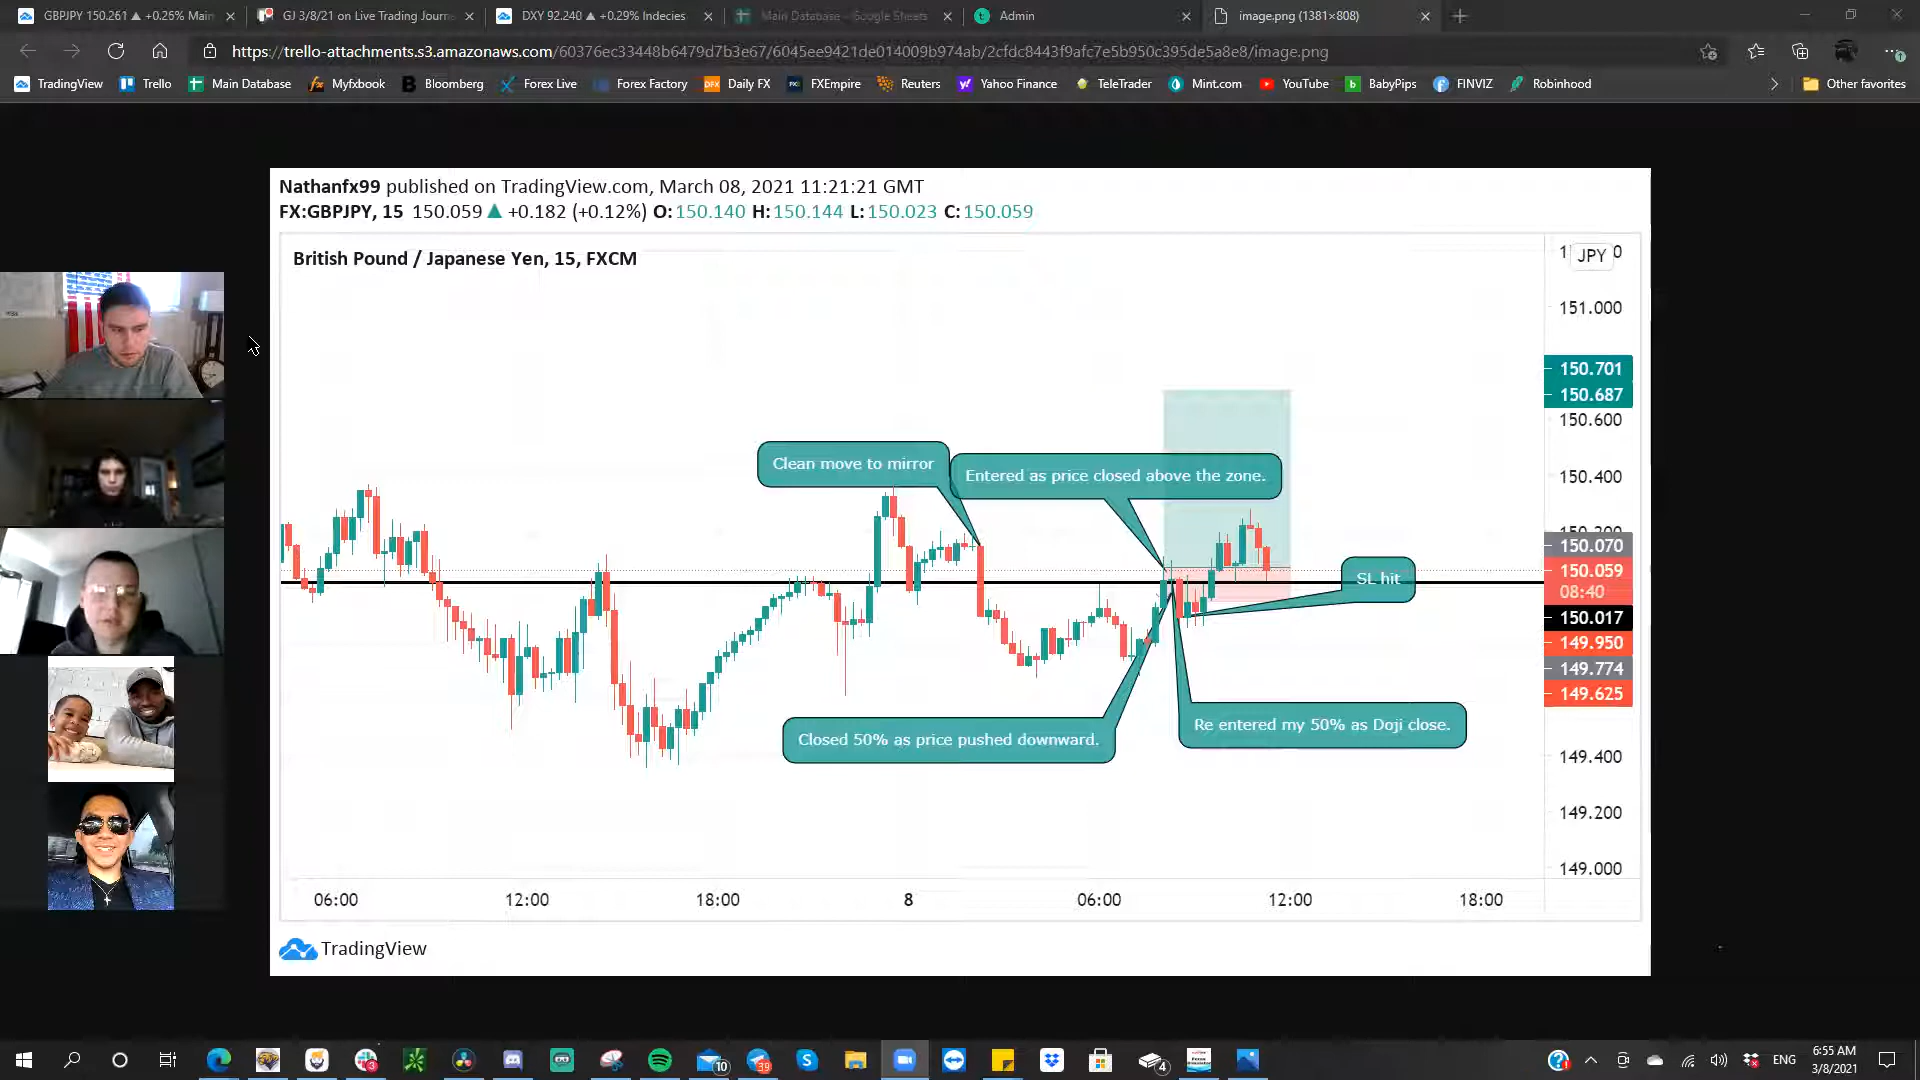 GBPJPY 150.261 ▲ +0.26% Main
GJ 3/8/21 on Live Trading Journ
DXY 92.240 ▲ +0.29% Indecies
Main Database - Google Sheets
Admin
image.png (1381×808)
https://trello-attachments.s3.amazonaws.com/60376ec33448b6479d7b3e67/6045ee9421de014009b974ab/2cfdc8443f9afc7e5b950c395de5a8e8/image.png
TradingView
Trello
Main Database
Myfxbook
Bloomberg
Forex Live
Forex Factory
Daily FX
FXEmpire
Reuters
Yahoo Finance
TeleTrader
Mint.com
YouTube
BabyPips
FINVIZ
Robinhood
Other favorites
Nathanfx99 published on TradingView.com, March 08, 2021 11:21:21 GMT
FX:GBPJPY, 15 150.059 ▲ +0.182 (+0.12%) O:150.140 H:150.144 L:150.023 C:150.059
British Pound / Japanese Yen, 15, FXCM
JPY
151.000
150.701
150.687
150.600
150.400
150.070
150.059
08:40
150.017
149.950
149.774
149.625
149.400
149.200
149.000
Clean move to mirror
Entered as price closed above the zone.
SL hit
Re entered my 50% as Doji close.
Closed 50% as price pushed downward.
06:00
12:00
18:00
8
06:00
12:00
18:00
TradingView
10
39
4
ENG
6:55 AM
3/8/2021